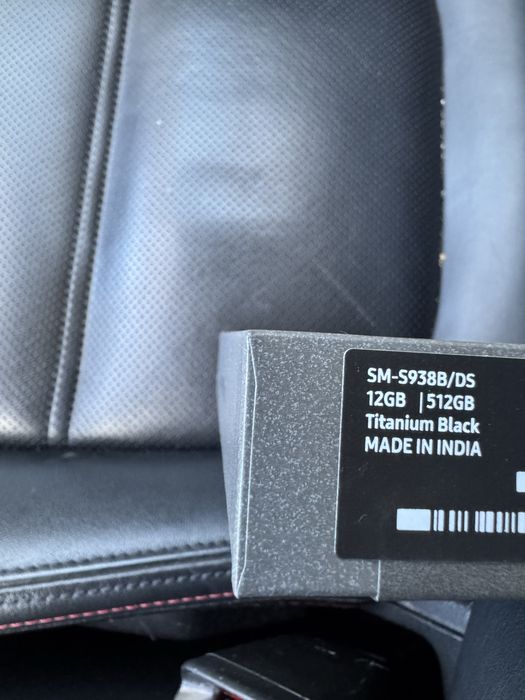 SM-S938B/DS
12GB | 512GB
Titanium Black
MADE IN INDIA